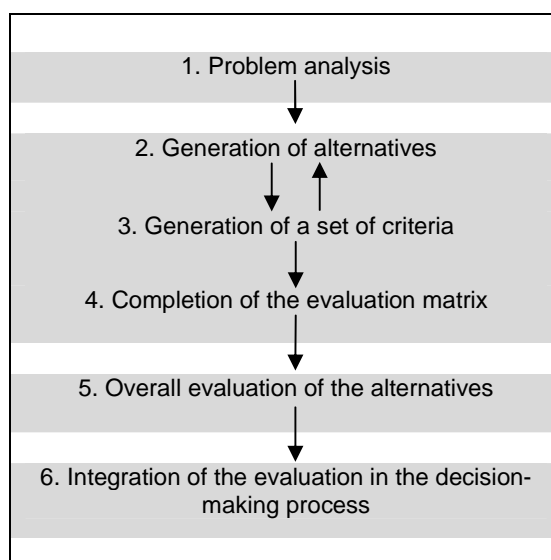 1. Problem analysis
2. Generation of alternatives
3. Generation of a set of criteria
4. Completion of the evaluation matrix
5. Overall evaluation of the alternatives
6. Integration of the evaluation in the decision-
making process